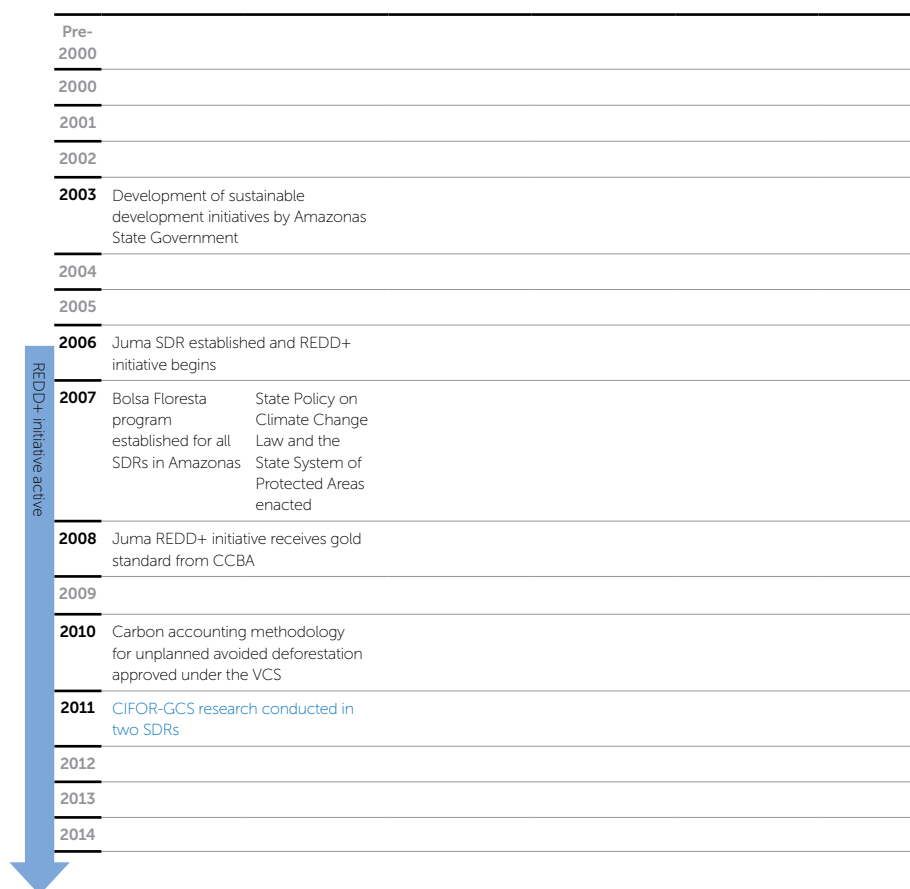 Pre-
2000
2000
2001
2002
2003 Development of sustainable
development initiatives by Amazonas
State Government
2004
2005
2006 Juma SDR established and REDD+
initiative begins
REDD+ initiative active
2007 Bolsa Floresta
program
established for all
SDRs in Amazonas
State Policy on
Climate Change
Law and the
State System of
Protected Areas
enacted
2008 Juma REDD+ initiative receives gold
standard from CCBA
2009
2010 Carbon accounting methodology
for unplanned avoided deforestation
approved under the VCS
2011 CIFOR-GCS research conducted in
two SDRs
2012
2013
2014